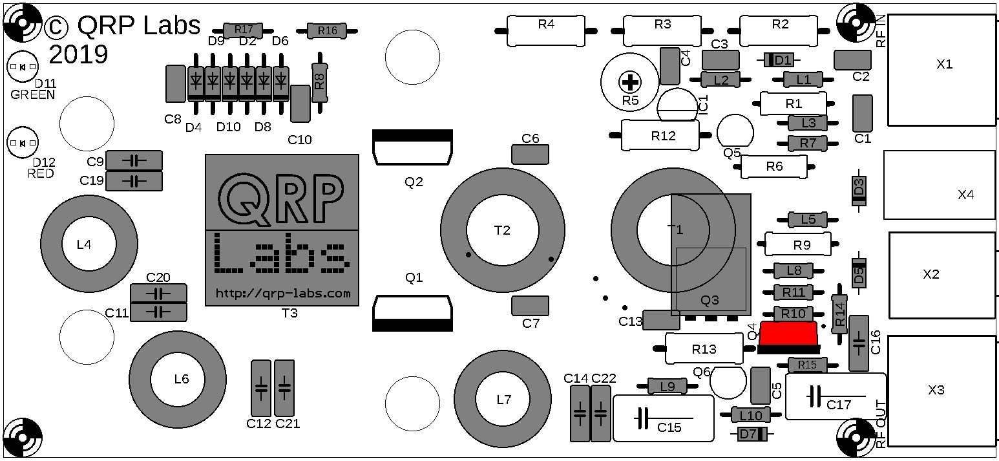 © QRP Labs
2019
R17
R16
D9
D2
D6
R4
R3
R2
RF IN
C4
C3
D1
C2
X1
D11
GREEN
R8
R5
L2
L1
IC1
R1
C8
D4
D10
D8
C10
L3
C1
R12
Q5
R7
C6
D12
RED
C9
C19
Q2
R6
D3
X4
QRP
Labs
http://qrp-labs.com
T3
L4
T2
T1
L5
R9
L8
D5
X2
C20
C11
Q1
R11
Q3
R10
R14
C7
C13
Q4
C16
R13
R15
L6
Q6
C14
C22
L9
C5
L7
C17
X3
C12
C21
C15
L10
D7
RF OUT